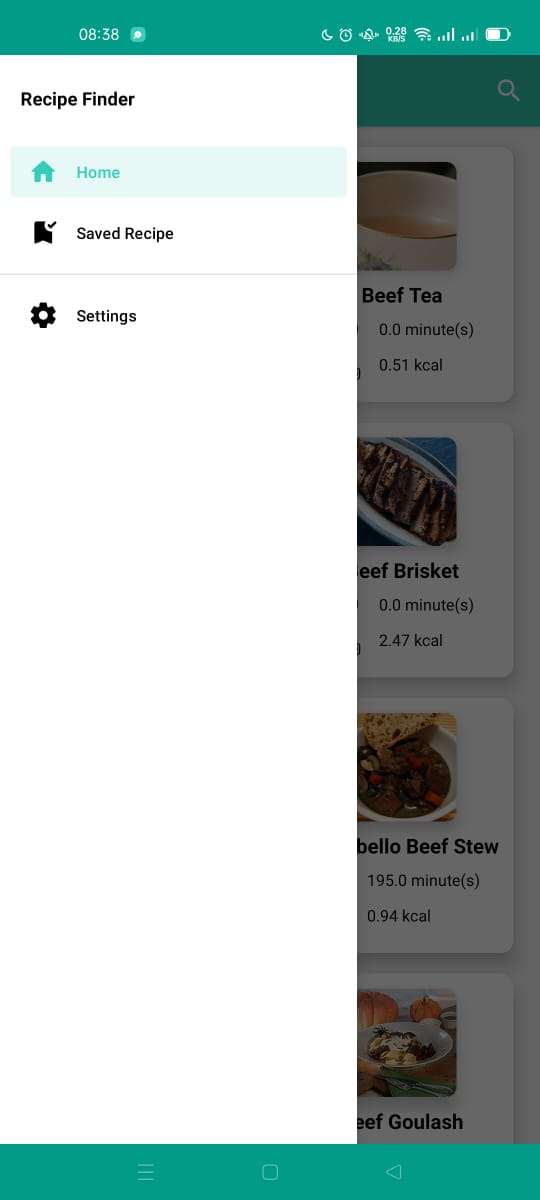 08:38
0.28
KB/S
Recipe Finder
Home
Saved Recipe
Settings
Beef Tea
0.0 minute(s)
0.51 kcal
eef Brisket
0.0 minute(s)
2.47 kcal
bello Beef Stew
195.0 minute(s)
0.94 kcal
eef Goulash